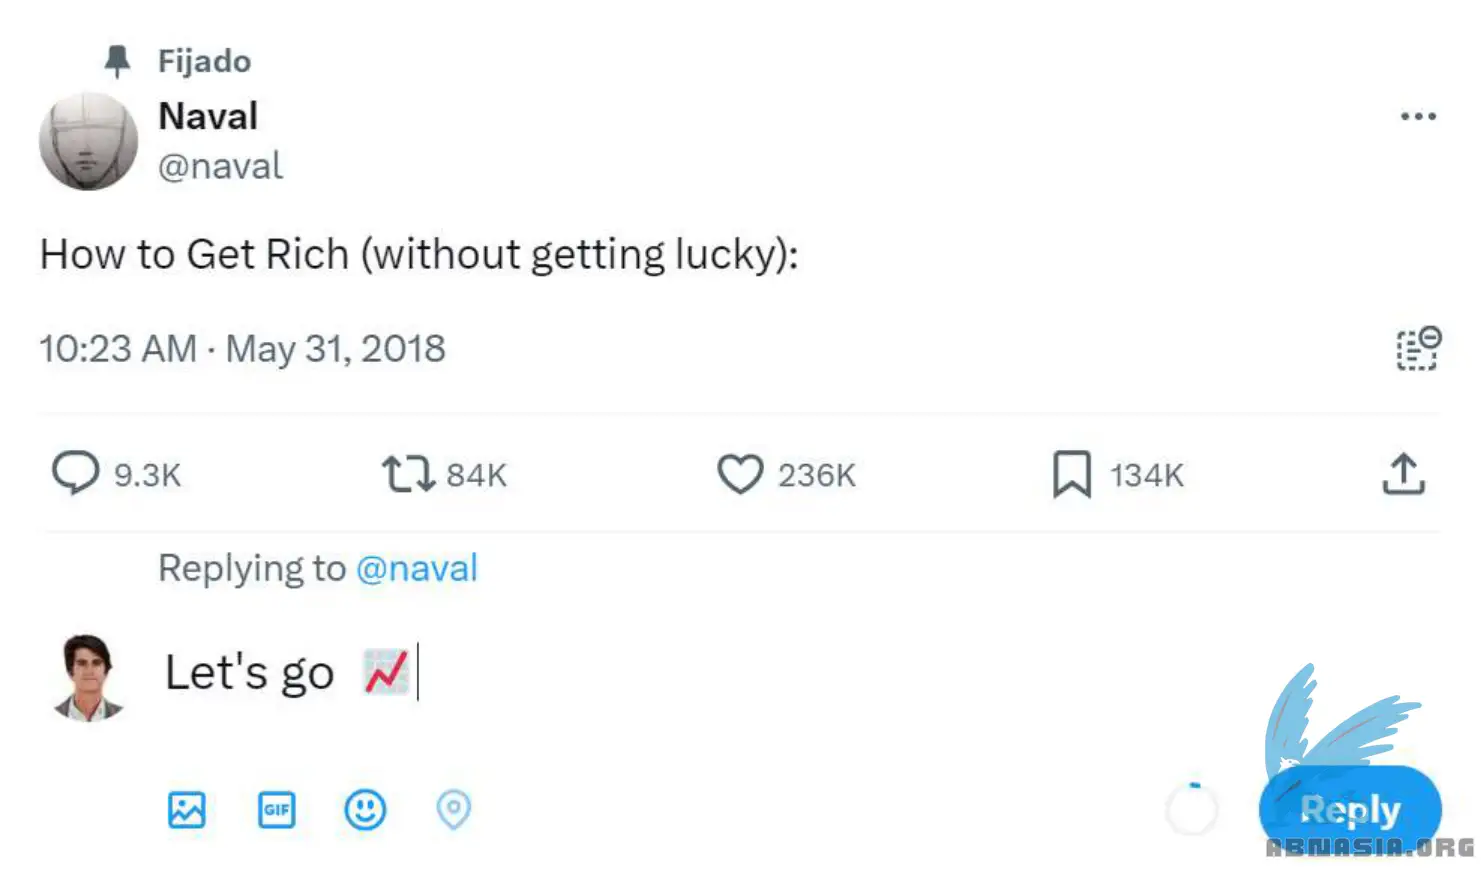 Fijado
Naval
@naval
How to Get Rich (without getting lucky):
10:23 AM · May 31, 2018
9.3K 84K 236K 134K
Replying to @naval
Let's go 📈
GIF
Reply
ABNASIA.ORG